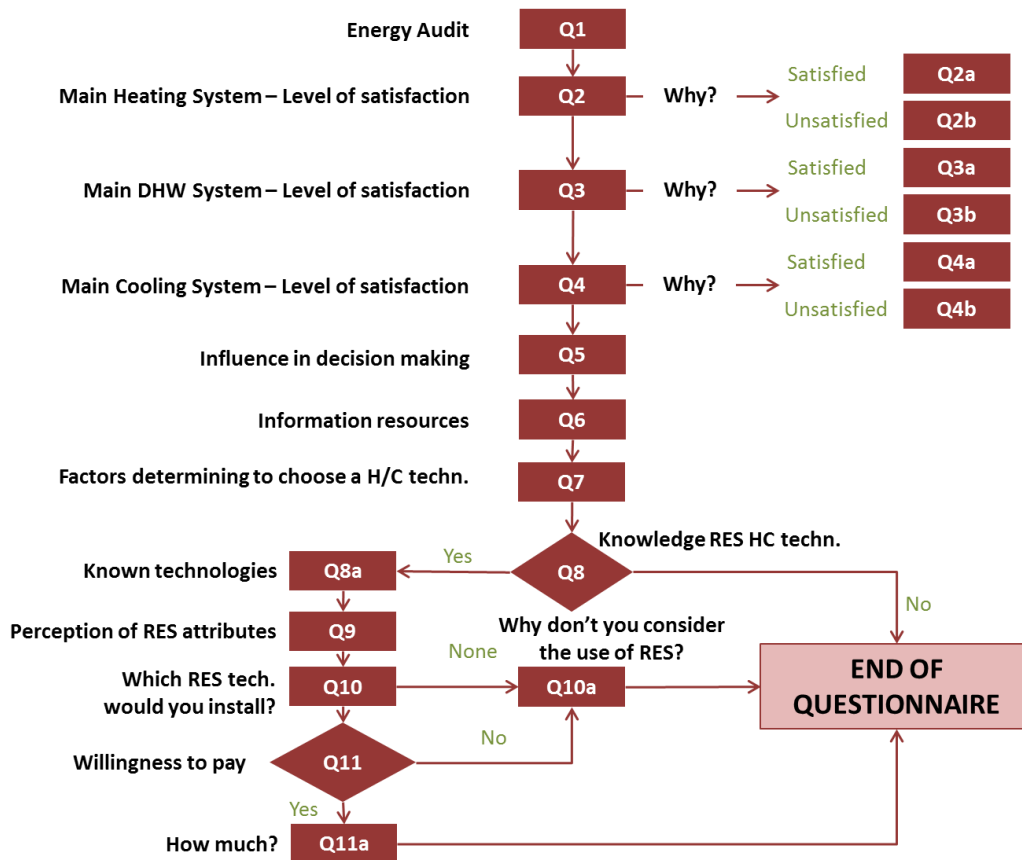 Energy Audit
Q1
Main Heating System – Level of satisfaction
Q2
Why?
Satisfied
Q2a
Unsatisfied
Q2b
Main DHW System – Level of satisfaction
Q3
Why?
Satisfied
Q3a
Unsatisfied
Q3b
Main Cooling System – Level of satisfaction
Q4
Why?
Satisfied
Q4a
Unsatisfied
Q4b
Influence in decision making
Q5
Information resources
Q6
Factors determining to choose a H/C techn.
Q7
Knowledge RES HC techn.
Q8
Yes
No
Known technologies
Q8a
Perception of RES attributes
Q9
Why don't you consider
the use of RES?
None
Which RES tech.
would you install?
Q10
Q10a
END OF
QUESTIONNAIRE
Willingness to pay
Q11
No
Yes
How much?
Q11a